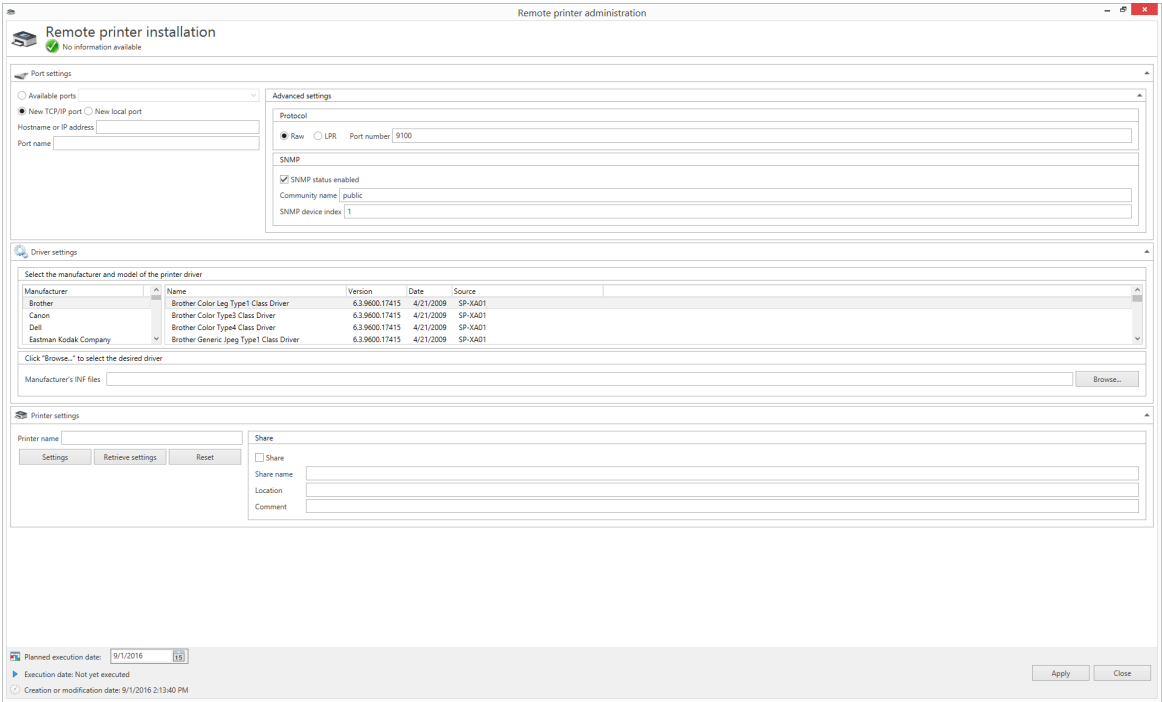 Remote printer administration
Remote printer installation
No information available
Port settings
Available ports
New TCP/IP port New local port
Hostname or IP address
Port name
Advanced settings
Protocol
Raw LPR Port number 9100
SNMP
SNMP status enabled
Community name public
SNMP device index 1
Driver settings
Select the manufacturer and model of the printer driver
Manufacturer Name Version Date Source
Brother Brother Color Leg Type1 Class Driver 6.3.9600.17415 4/21/2009 SP-XA01
Canon Brother Color Type3 Class Driver 6.3.9600.17415 4/21/2009 SP-XA01
Dell Brother Color Type4 Class Driver 6.3.9600.17415 4/21/2009 SP-XA01
Eastman Kodak Company Brother Generic Jpeg Type1 Class Driver 6.3.9600.17415 4/21/2009 SP-XA01
Click "Browse..." to select the desired driver
Manufacturer's INF files Browse...
Printer settings
Printer name
Settings Retrieve settings Reset
Share
Share
Share name
Location
Comment
Planned execution date: 9/1/2016 15
Execution date: Not yet executed
Creation or modification date: 9/1/2016 2:13:40 PM
Apply Close